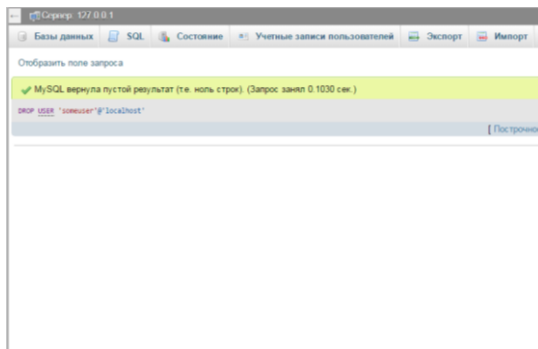 Сервер: 127.0.0.1
Базы данных SQL Состояние Учетные записи пользователей Экспорт Импорт
Отобразить поле запроса
MySQL вернула пустой результат (т.е. ноль строк). (Запрос занял 0.1030 сек.)
DROP USER 'someuser'@'localhost'
[ Построчно